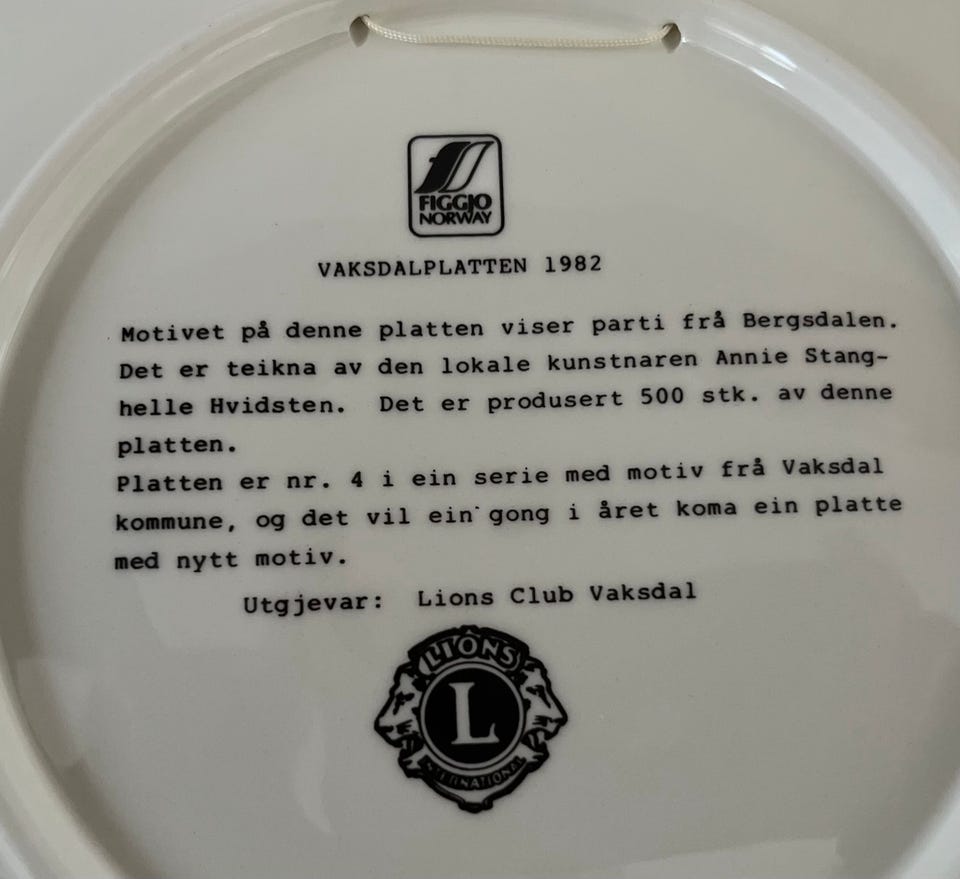 FIGGJO
NORWAY
VAKSDALPLATTEN 1982
Motivet på denne platten viser parti frå Bergsdalen.
Det er teikna av den lokale kunstnaren Annie Stang-
helle Hvidsten. Det er produsert 500 stk. av denne
platten.
Platten er nr. 4 i ein serie med motiv frå Vaksdal
kommune, og det vil ein gong i året koma ein platte
med nytt motiv.
Utgjevar: Lions Club Vaksdal
LIONS
L
INTERNATIONAL